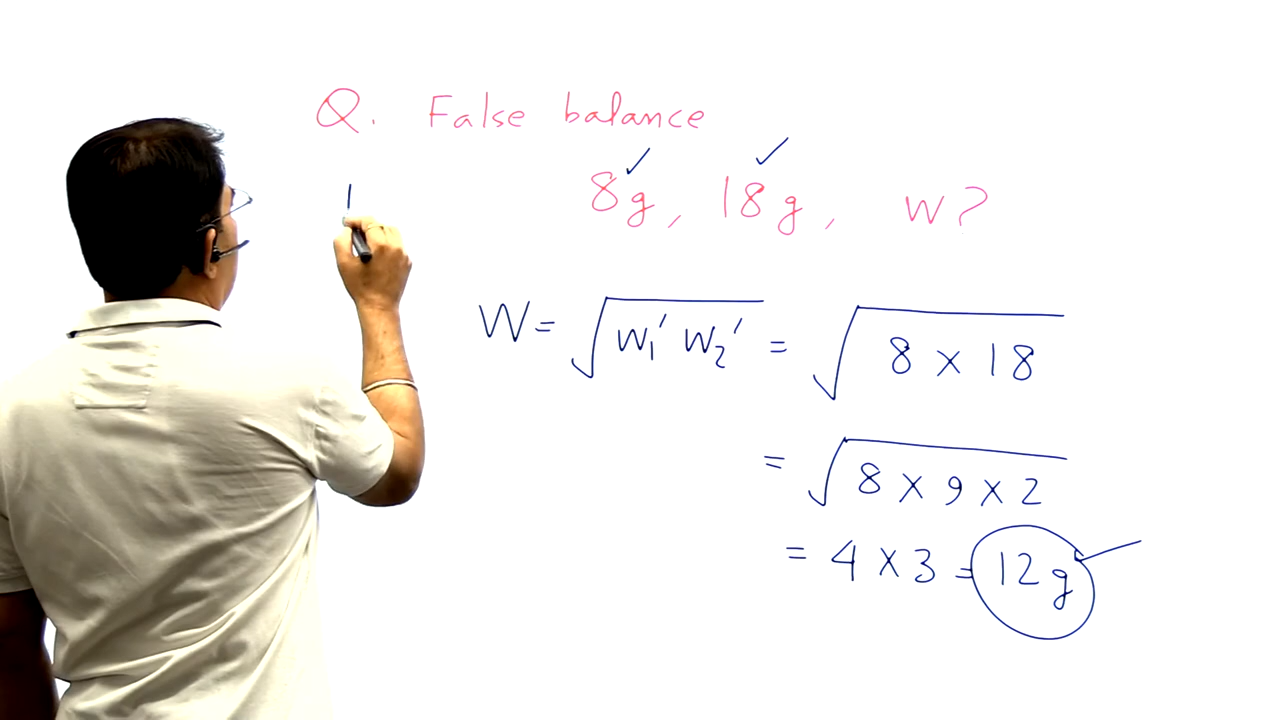 Q. False balance
8g, 18g, W?
W = √(W₁′ W₂′) = √(8 × 18)
= √(8 × 9 × 2)
= 4 × 3 = 12g